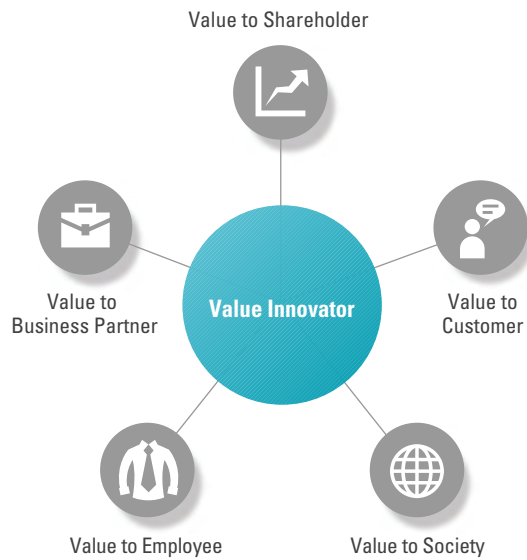 Value to Shareholder
Value to
Business Partner
Value Innovator
Value to
Customer
Value to Employee
Value to Society